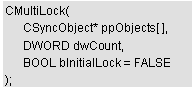 CMultiLock(
CSyncObject* ppObjects[],
DWORD dwCount,
BOOL bInitialLock = FALSE
);